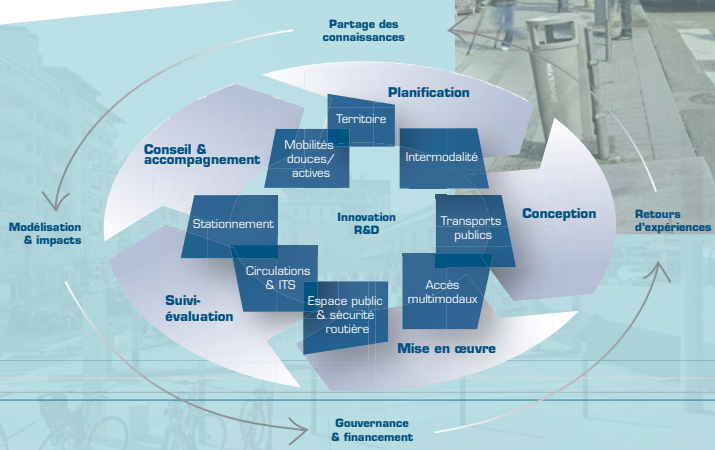 Partage des
connaissances
Planification
Territoire
Conseil &
accompagnement
Mobilités
douces/
actives
Intermodalité
Modélisation
& impacts
Stationnement
Innovation
R&D
Transports
publics
Conception
Retours
d'expériences
Circulations
& ITS
Accès
multimodaux
Suivi-
évaluation
Espace public
& sécurité
routière
Mise en œuvre
Gouvernance
& financement